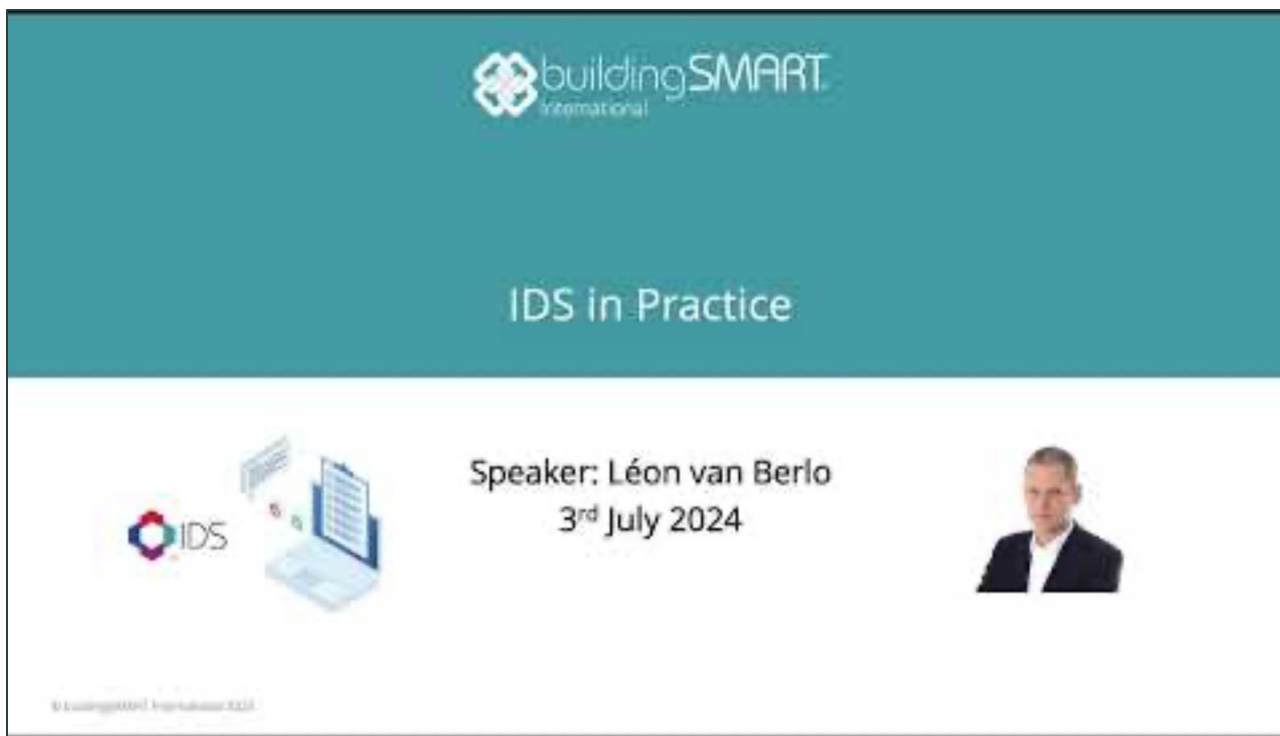 buildingSMART
International
IDS in Practice
Speaker: Léon van Berlo
3rd July 2024
IDS